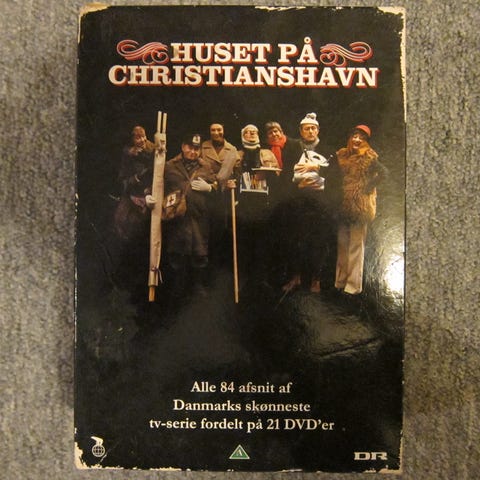 HUSET PÅ
CHRISTIANSHAVN
Alle 84 afsnit af
Danmarks skønneste
tv-serie fordelt på 21 DVD'er
A
DR